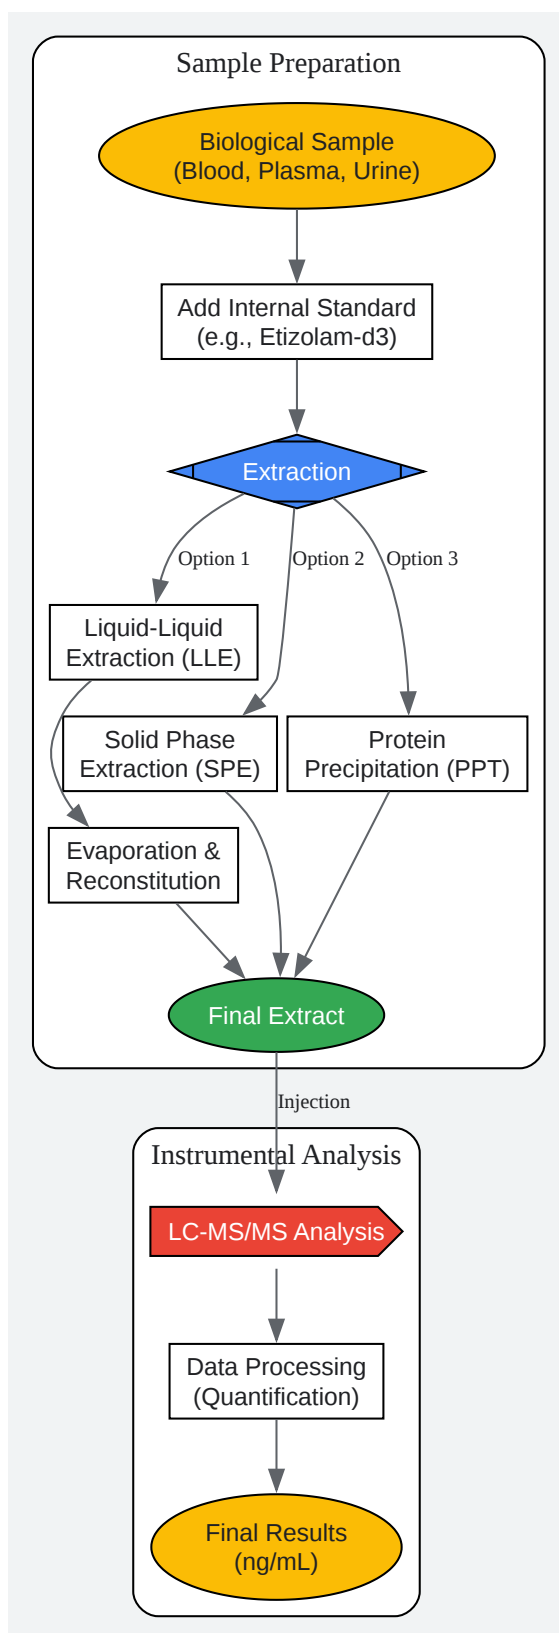 Sample Preparation
Biological Sample
(Blood, Plasma, Urine)
Add Internal Standard
(e.g., Etizolam-d3)
Extraction
Option 1
Option 2
Option 3
Liquid-Liquid
Extraction (LLE)
Solid Phase
Extraction (SPE)
Protein
Precipitation (PPT)
Evaporation &
Reconstitution
Final Extract
Injection
Instrumental Analysis
LC-MS/MS Analysis
Data Processing
(Quantification)
Final Results
(ng/mL)